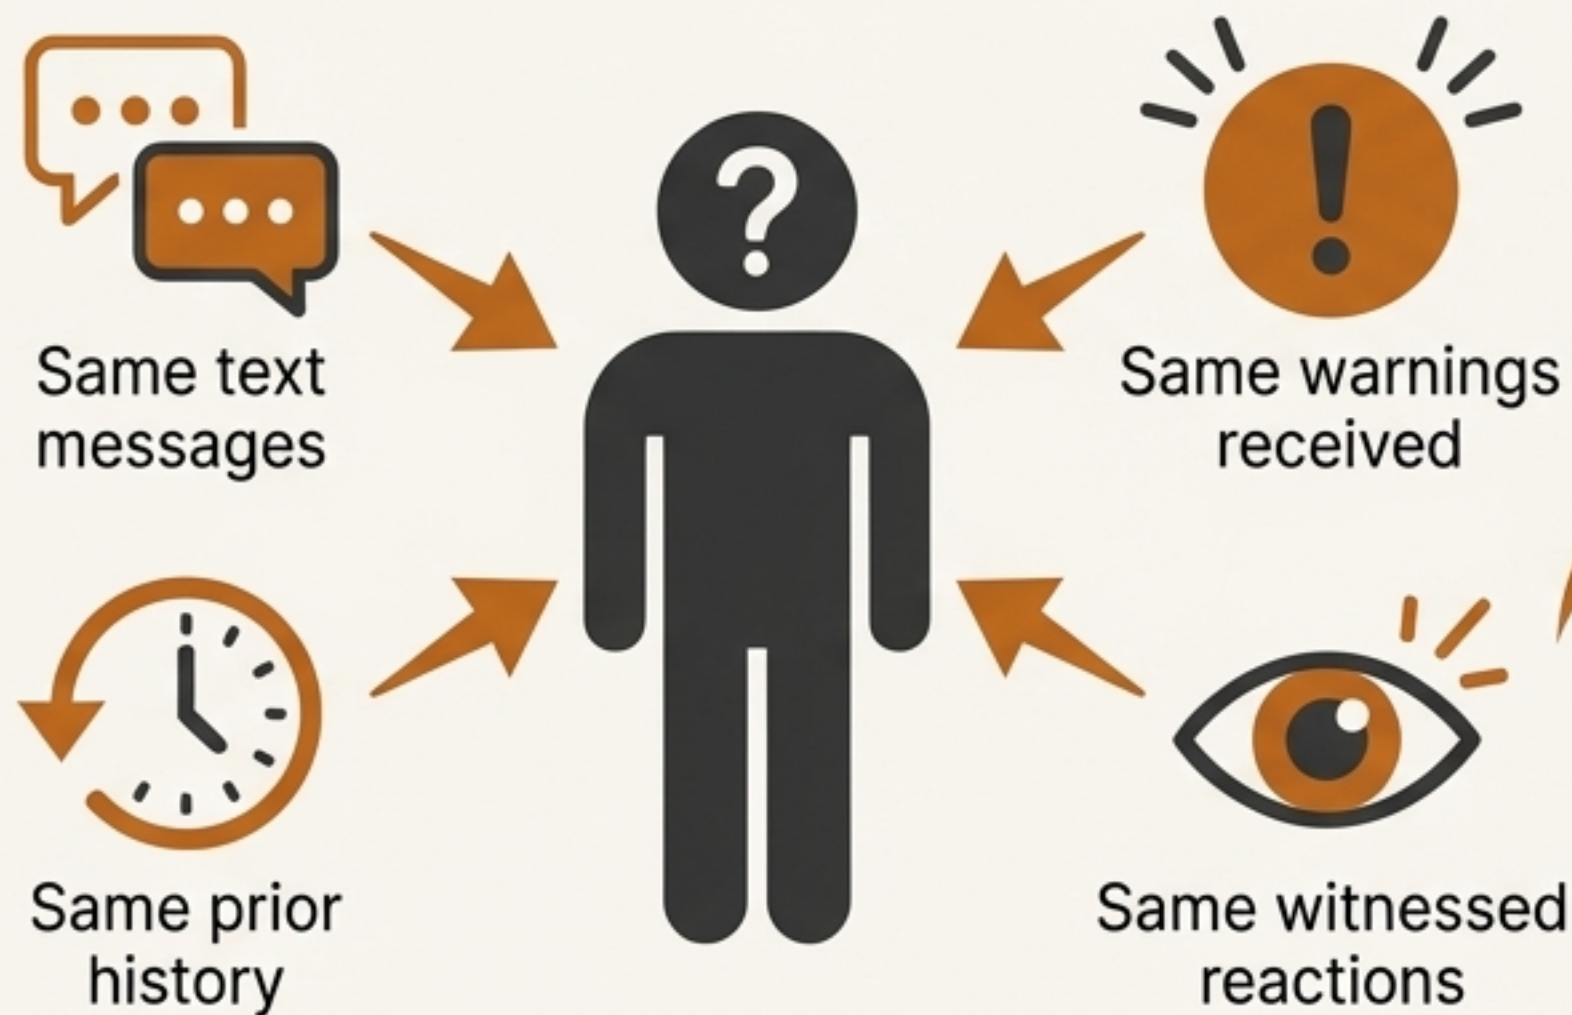 ?
!
Same text
messages
Same warnings
received
Same prior
history
Same witnessed
reactions